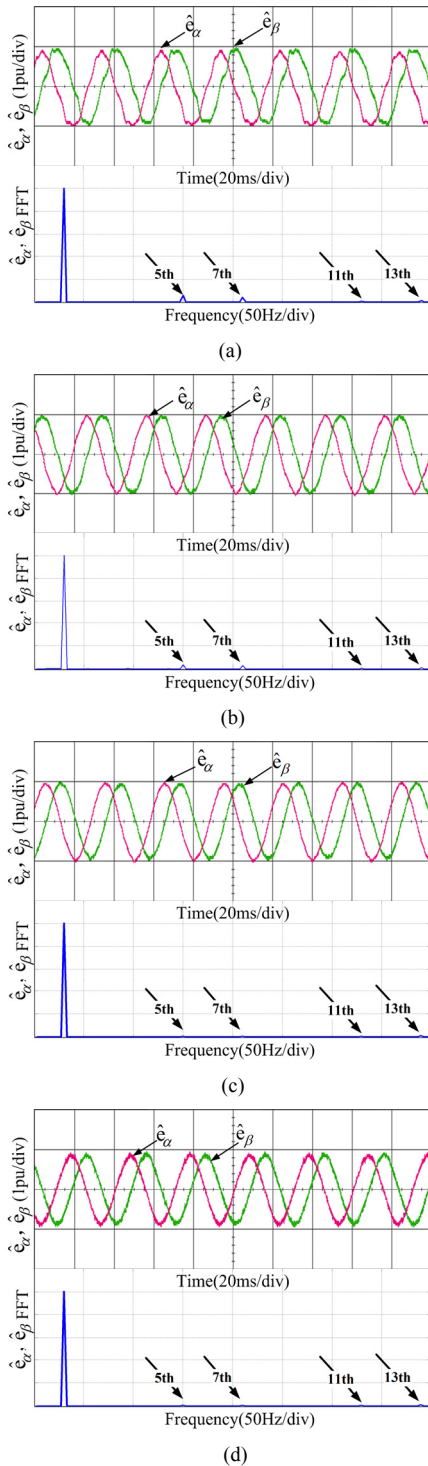 ê_α
ê_β
ê_α, ê_β (1pu/div)
Time(20ms/div)
ê_α, ê_β FFT
5th
7th
11th
13th
Frequency(50Hz/div)
(a)
ê_α
ê_β
ê_α, ê_β (1pu/div)
Time(20ms/div)
ê_α, ê_β FFT
5th
7th
11th
13th
Frequency(50Hz/div)
(b)
ê_α
ê_β
ê_α, ê_β (1pu/div)
Time(20ms/div)
ê_α, ê_β FFT
5th
7th
11th
13th
Frequency(50Hz/div)
(c)
ê_α
ê_β
ê_α, ê_β (1pu/div)
Time(20ms/div)
ê_α, ê_β FFT
5th
7th
11th
13th
Frequency(50Hz/div)
(d)